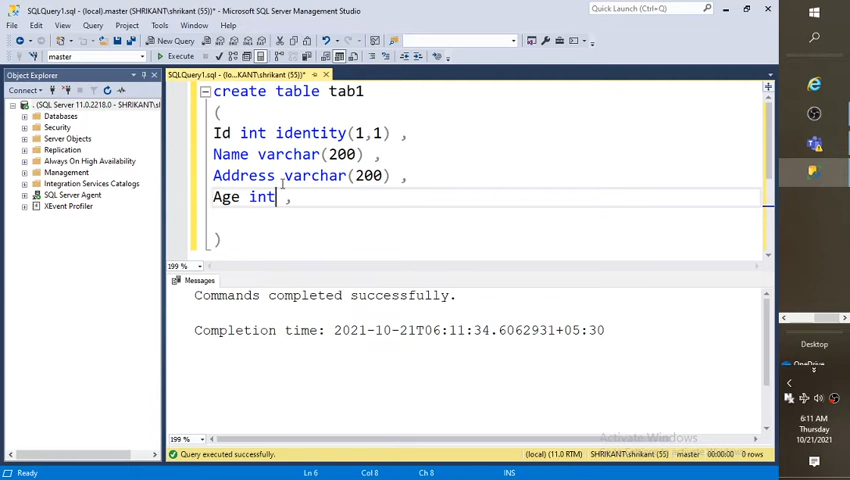 SQLQuery1.sql - (local).master (SHRIKANT\shrikant (55))* - Microsoft SQL Server Management Studio
Quick Launch (Ctrl+Q)
File Edit View Query Project Tools Window Help
New Query
master
Execute
Object Explorer
SQLQuery1.sql - (lo...KANT\shrikant (55))*
Connect
. (SQL Server 11.0.2218.0 - SHRIKANT\s
Databases
Security
Server Objects
Replication
Always On High Availability
Management
Integration Services Catalogs
SQL Server Agent
XEvent Profiler
create table tab1
(
Id int identity(1,1) ,
Name varchar(200) ,
Address varchar(200) ,
Age int ,
)
199 %
Messages
Commands completed successfully.
Completion time: 2021-10-21T06:11:34.6062931+05:30
199 %
Activate Windows
Query executed successfully.
(local) (11.0 RTM) SHRIKANT\shrikant (55) master 00:00:00 0 rows
Ready
Ln 6 Col 8 Ch 8 INS
Desktop
OneDrive
6:11 AM
Thursday
10/21/2021